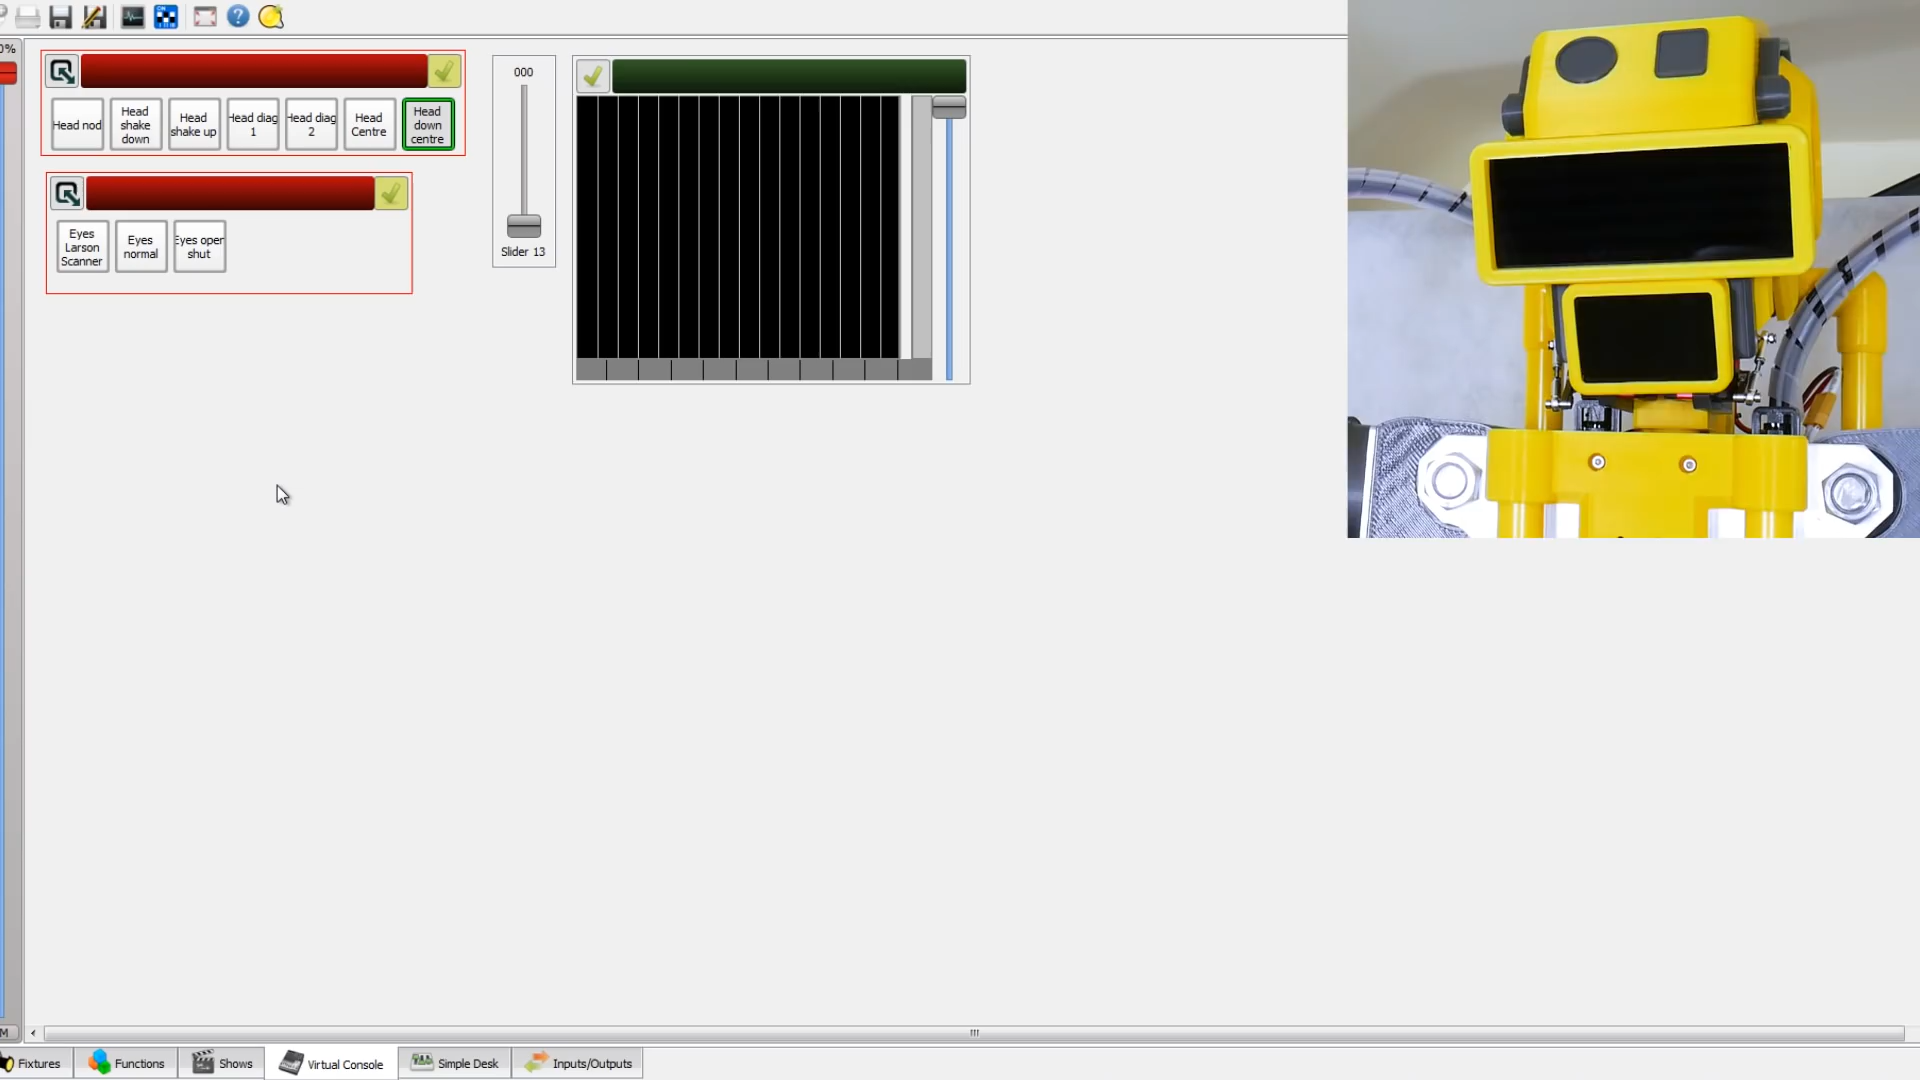 0%
000
Head nod
Head
shake
down
Head
shake up
Head diag
1
Head diag
2
Head
Centre
Head
down
centre
Slider 13
Eyes
Larson
Scanner
Eyes
normal
Eyes open
shut
M
Fixtures
Functions
Shows
Virtual Console
Simple Desk
Inputs/Outputs